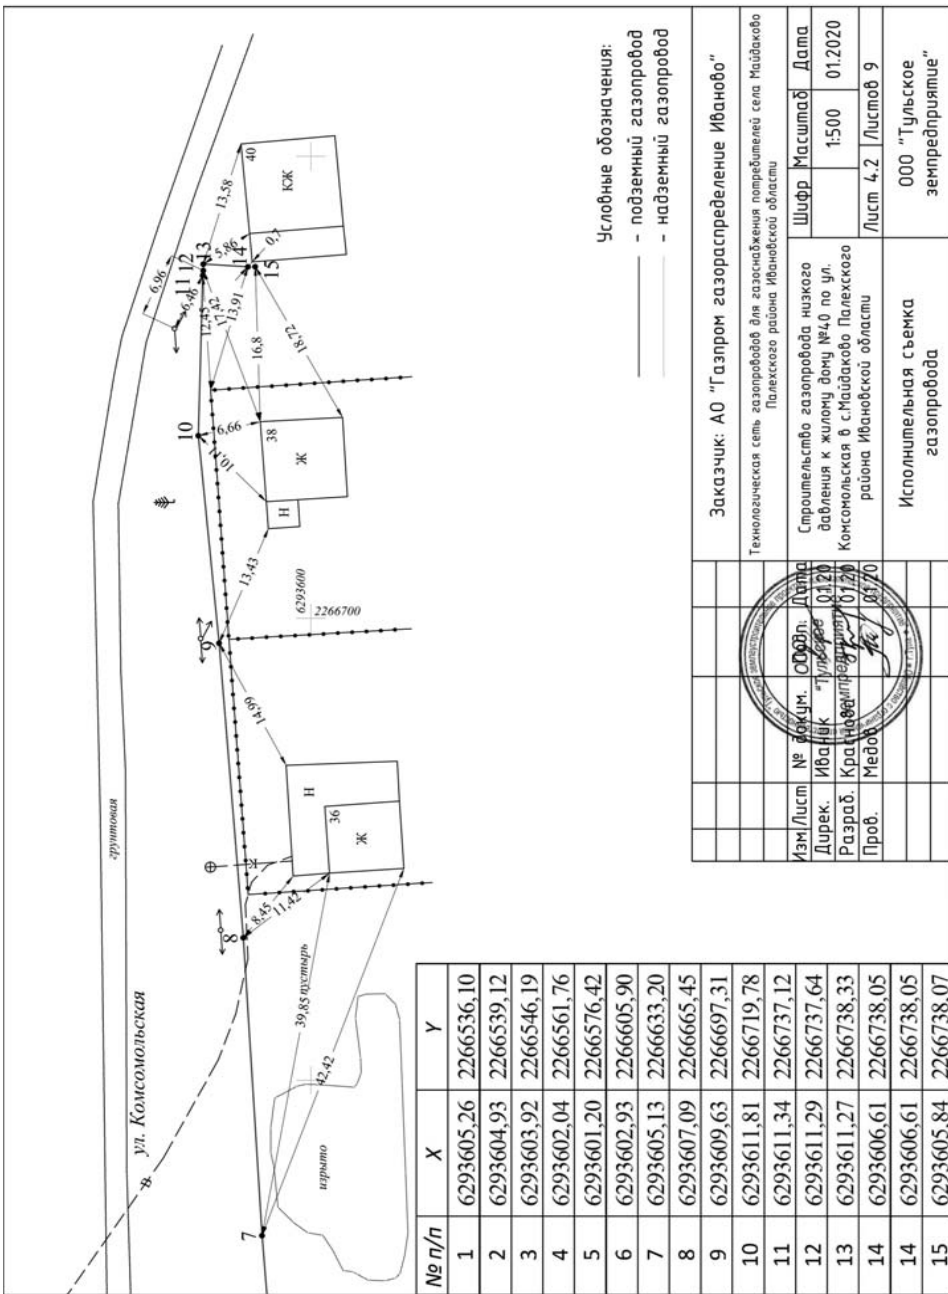 ул. Комсомольская
грунтовая
В
7
8
9
10
11
12
13
14
15
39,85
пустырь
42,42
изрыто
8,45
11,42
14,99
13,43
10,11
6,66
12,45
17,42
13,91
16,8
18,72
6,46
6,96
5,86
13,58
0,7
К
Н
36
Ж
Н
38
Ж
40
КЖ
6293600
2266700
Условные обозначения:
- подземный газопровод
- надземный газопровод
№ п/п X Y
1 6293605,26 2266536,10
2 6293604,93 2266539,12
3 6293603,92 2266546,19
4 6293602,04 2266561,76
5 6293601,20 2266576,42
6 6293602,93 2266605,90
7 6293605,13 2266633,20
8 6293607,09 2266665,45
9 6293609,63 2266697,31
10 6293611,81 2266719,78
11 6293611,34 2266737,12
12 6293611,29 2266737,64
13 6293611,27 2266738,33
14 6293606,61 2266738,05
14 6293606,61 2266738,05
15 6293605,84 2266738,07
Заказчик: АО "Газпром газораспределение Иваново"
Технологическая сеть газопроводов для газоснабжения потребителей села Майдаково
Палехского района Ивановской области
Изм Лист № докум. Подп. Дата
Дирек. Иваник 01.20
Разраб. Краснова 01.20
Пров. Медов 01.20
"Тульское
земпредприятие"
Строительство газопровода низкого
давления к жилому дому №40 по ул.
Комсомольская в с.Майдаково Палехского
района Ивановской области
Шифр Масштаб Дата
1:500 01.2020
Лист 4.2 Листов 9
Исполнительная съемка
газопровода
ООО "Тульское
земпредприятие"